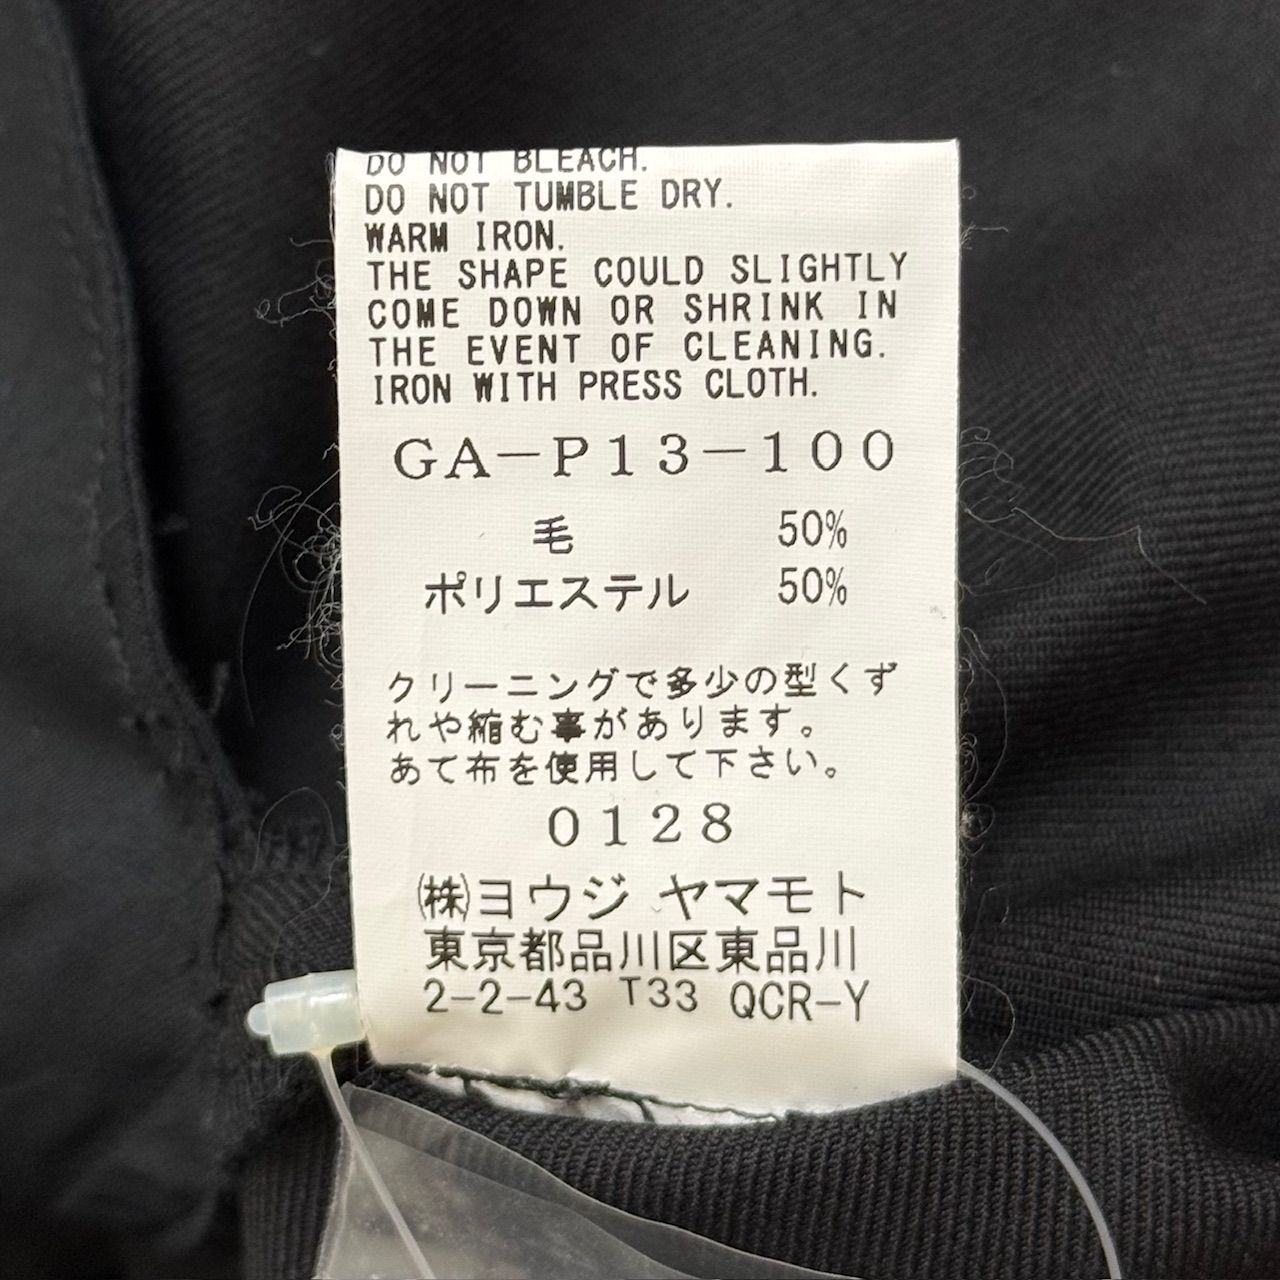 DO NOT BLEACH.
DO NOT TUMBLE DRY.
WARM IRON.
THE SHAPE COULD SLIGHTLY
COME DOWN OR SHRINK IN
THE EVENT OF CLEANING.
IRON WITH PRESS CLOTH.
GA-P13-100
毛 50%
ポリエステル 50%
クリーニングで多少の型くず
れや縮む事があります。
あて布を使用して下さい。
0128
㈱ヨウジ ヤマモト
東京都品川区東品川
2-2-43 T33 QCR-Y